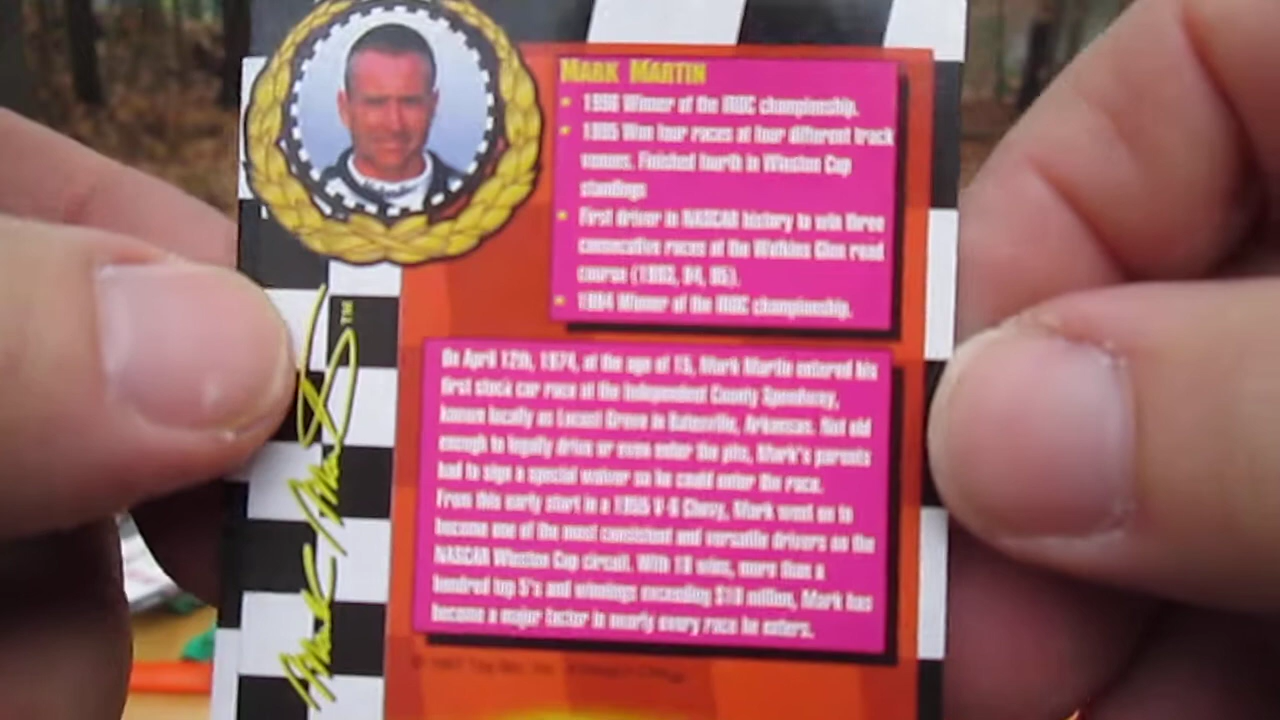 MARK MARTIN
1996 Winner of the IROC championship.
1995 Won four races at four different track
venues. Finished fourth in Winston Cup
standings
First driver in NASCAR history to win three
consecutive races at the Watkins Glen road
course (1993, 94, 95).
1994 Winner of the IROC championship.
On April 12th, 1974, at the age of 15, Mark Martin entered his
first stock car race at the Independent County Speedway,
known locally as Locust Grove in Batesville, Arkansas. Not old
enough to legally drive or even enter the pits, Mark's parents
had to sign a special waiver so he could enter the race.
From this early start in a 1955 V-6 Chevy, Mark went on to
become one of the most consistent and versatile drivers on the
NASCAR Winston Cup circuit. With 18 wins, more than a
hundred top 5's and winnings exceeding $10 million, Mark has
become a major factor in nearly every race he enters.
Mark Martin TM